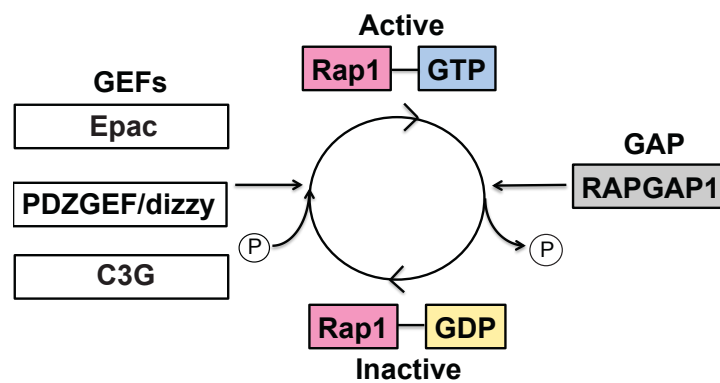 Active
Rap1 GTP
GEFs
Epac
PDZGEF/dizzy
C3G
GAP
RAPGAP1
P
P
Rap1 GDP
Inactive